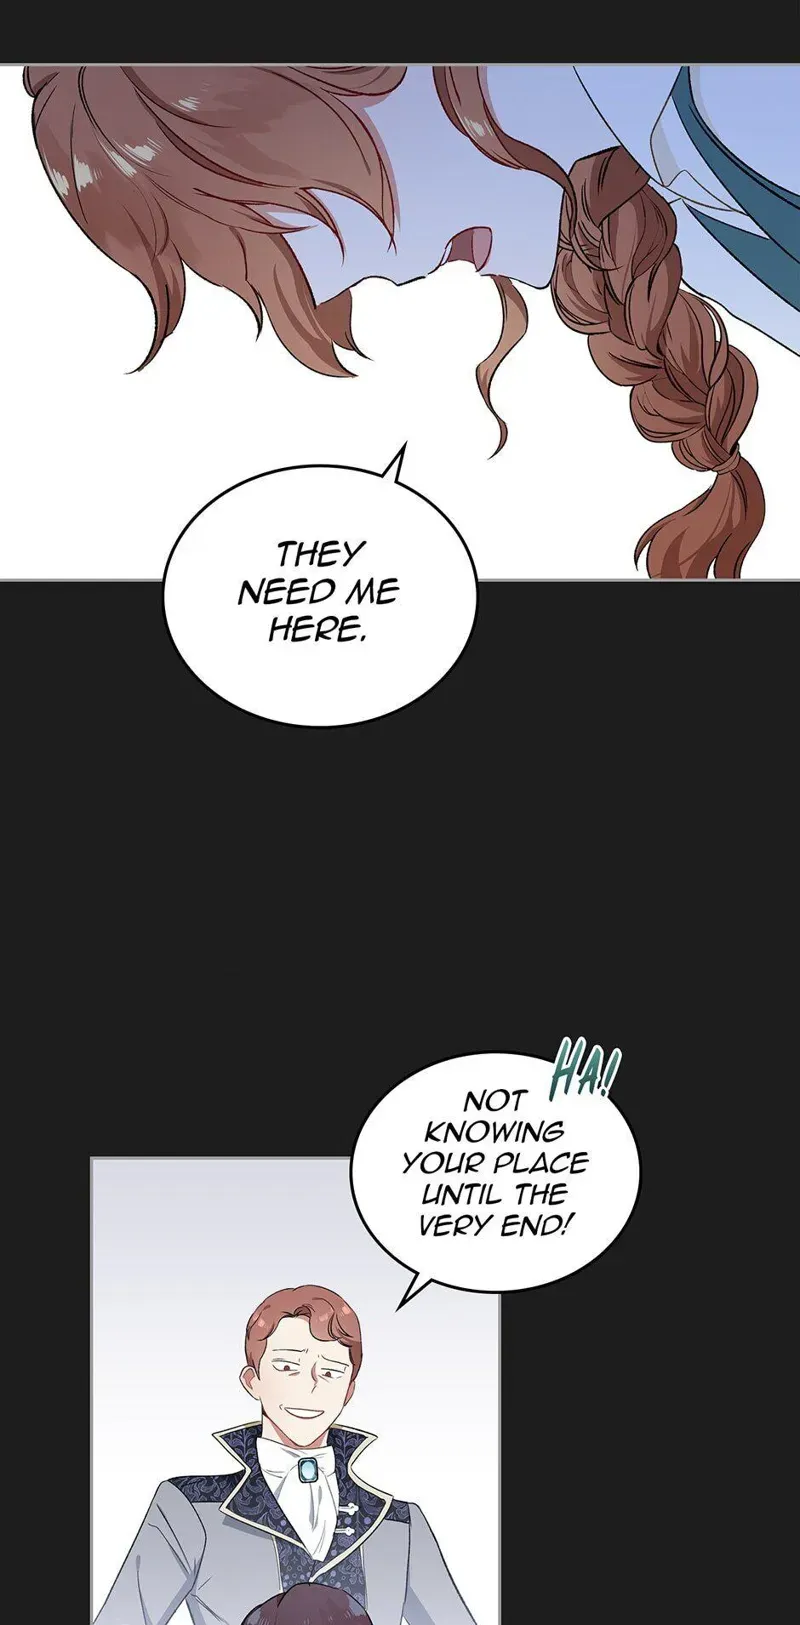 THEY
NEED ME
HERE.
HA!
NOT
KNOWING
YOUR PLACE
UNTIL THE
VERY END!